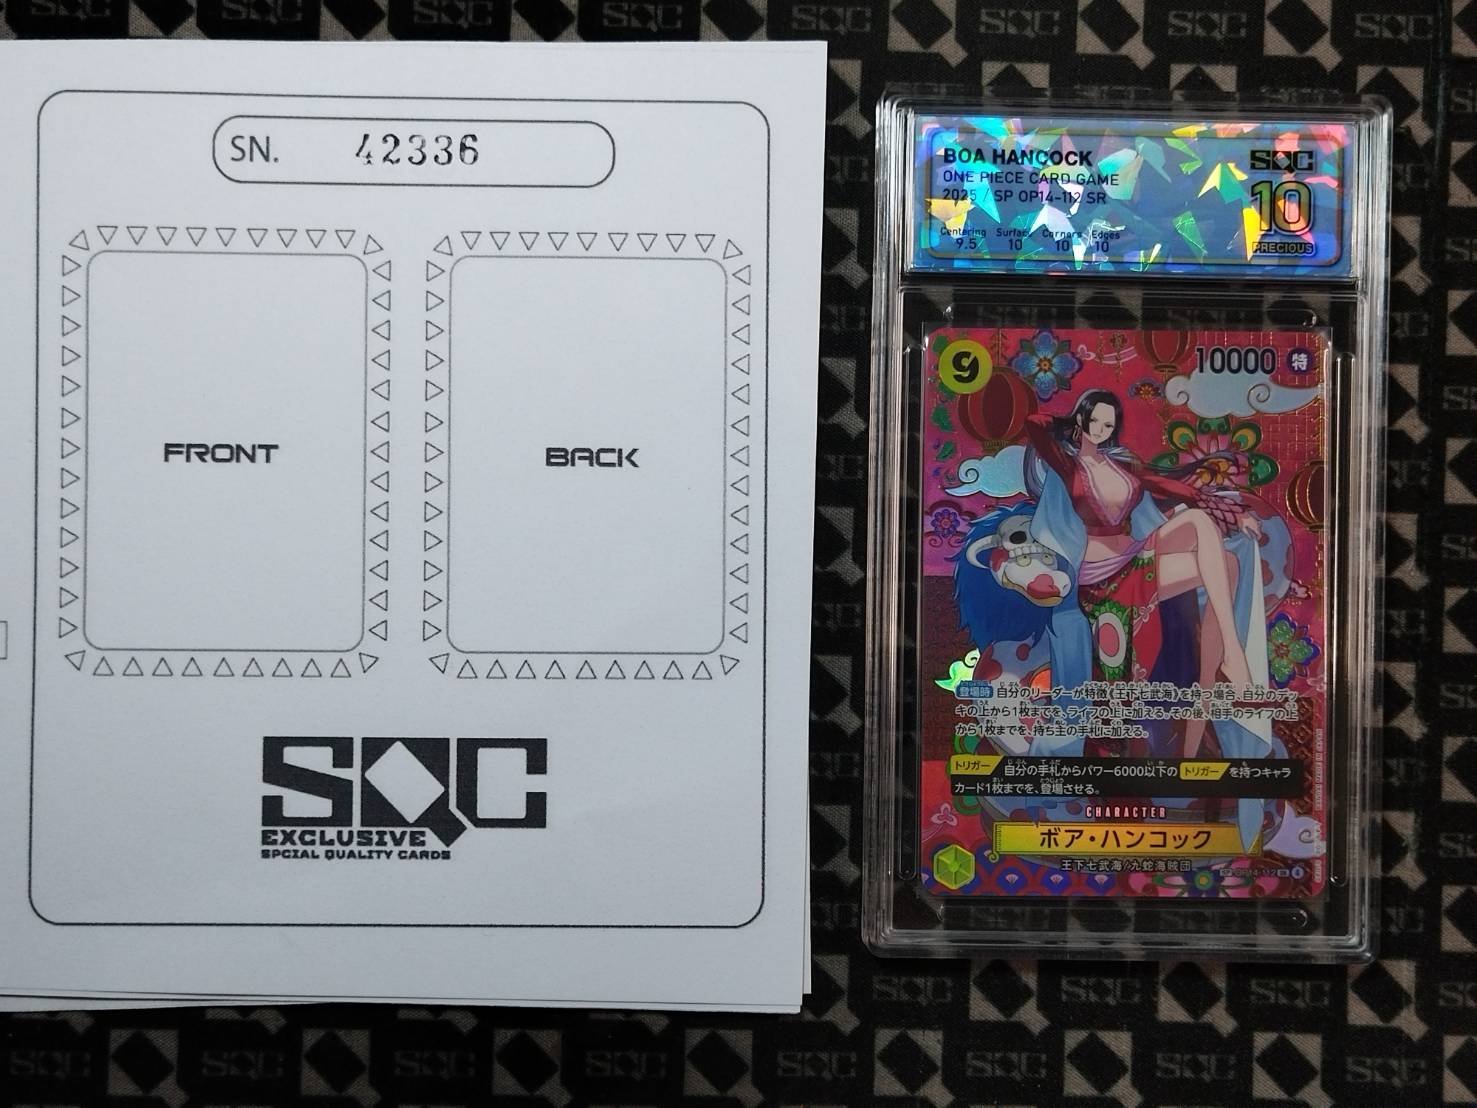 SN. 42336
FRONT
BACK
SQC
EXCLUSIVE
SPCIAL QUALITY CARDS
BOA HANCOCK
ONE PIECE CARD GAME
2025 / SP OP14-112 SR
Centering Surface Corners Edges
9.5 10 10 10
SQC
10
PRECIOUS
9
10000 特
登場時 自分のリーダーが特徴《王下七武海》を持つ場合、自分のデッ
キの上から1枚までを、ライフの上に加える。その後、相手のライフの上
から1枚までを、持ち主の手札に加える。
トリガー 自分の手札からパワー6000以下の トリガー を持つキャラ
カード1枚までを、登場させる。
CHARACTER
ボア・ハンコック
王下七武海/九蛇海賊団
SP OP14-112 SR 4